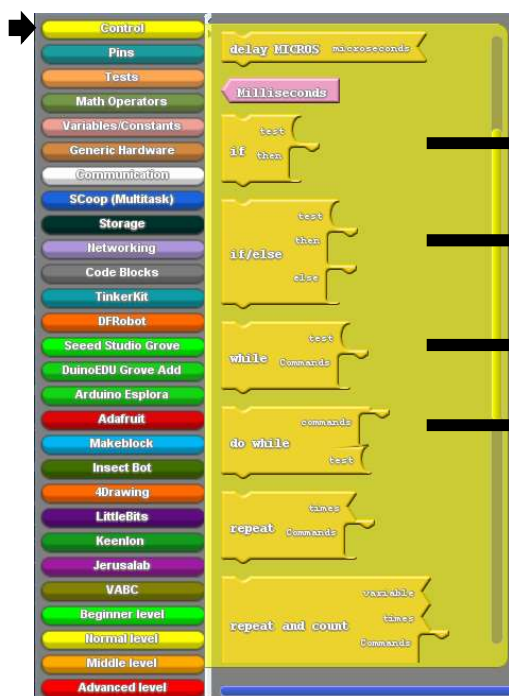 Control
Pins
Tests
Math Operators
Variables/Constants
Generic Hardware
Communication
SCoop (Multitask)
Storage
Networking
Code Blocks
TinkerKit
DFRobot
Seeed Studio Grove
DuinoEDU Grove Add
Arduino Esplora
Adafruit
Makeblock
Insect Bot
4Drawing
LittleBits
Keenlon
Jerusalab
VABC
Beginner level
Normal level
Middle level
Advanced level
delay MICROS microseconds
Milliseconds
test
if then
test
then
if/else
else
test
while Commands
commands
do while
test
times
repeat Commands
variable
times
repeat and count
Commands